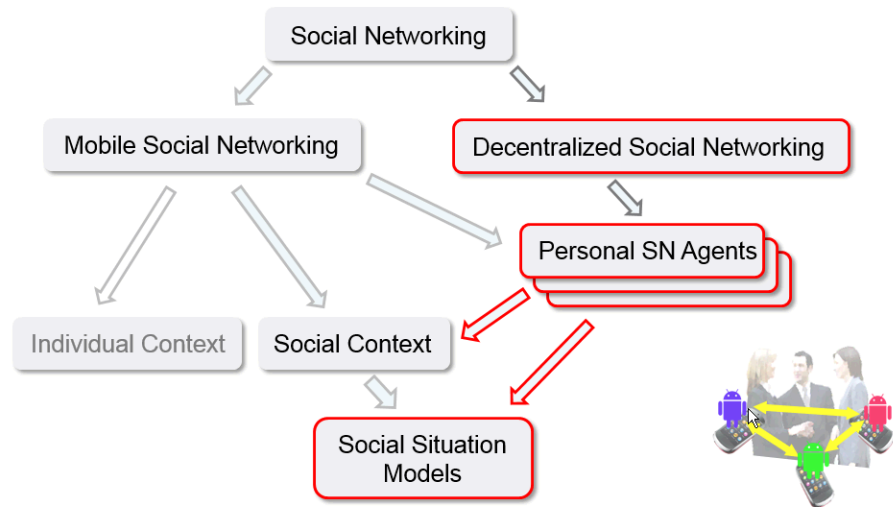 Social Networking
Mobile Social Networking
Decentralized Social Networking
Personal SN Agents
Individual Context
Social Context
Social Situation
Models